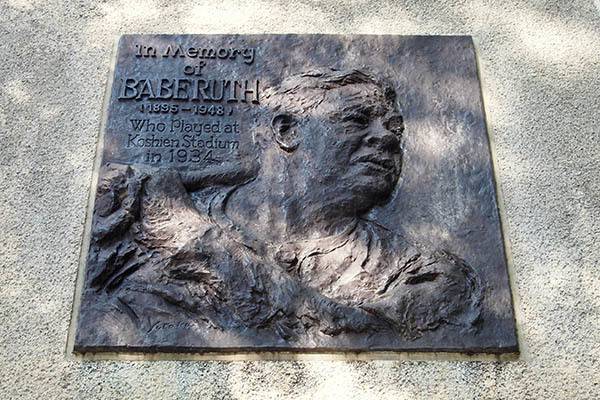 In Memory
of
BABE RUTH
(1895–1948)
Who Played at
Koshien Stadium
in 1934